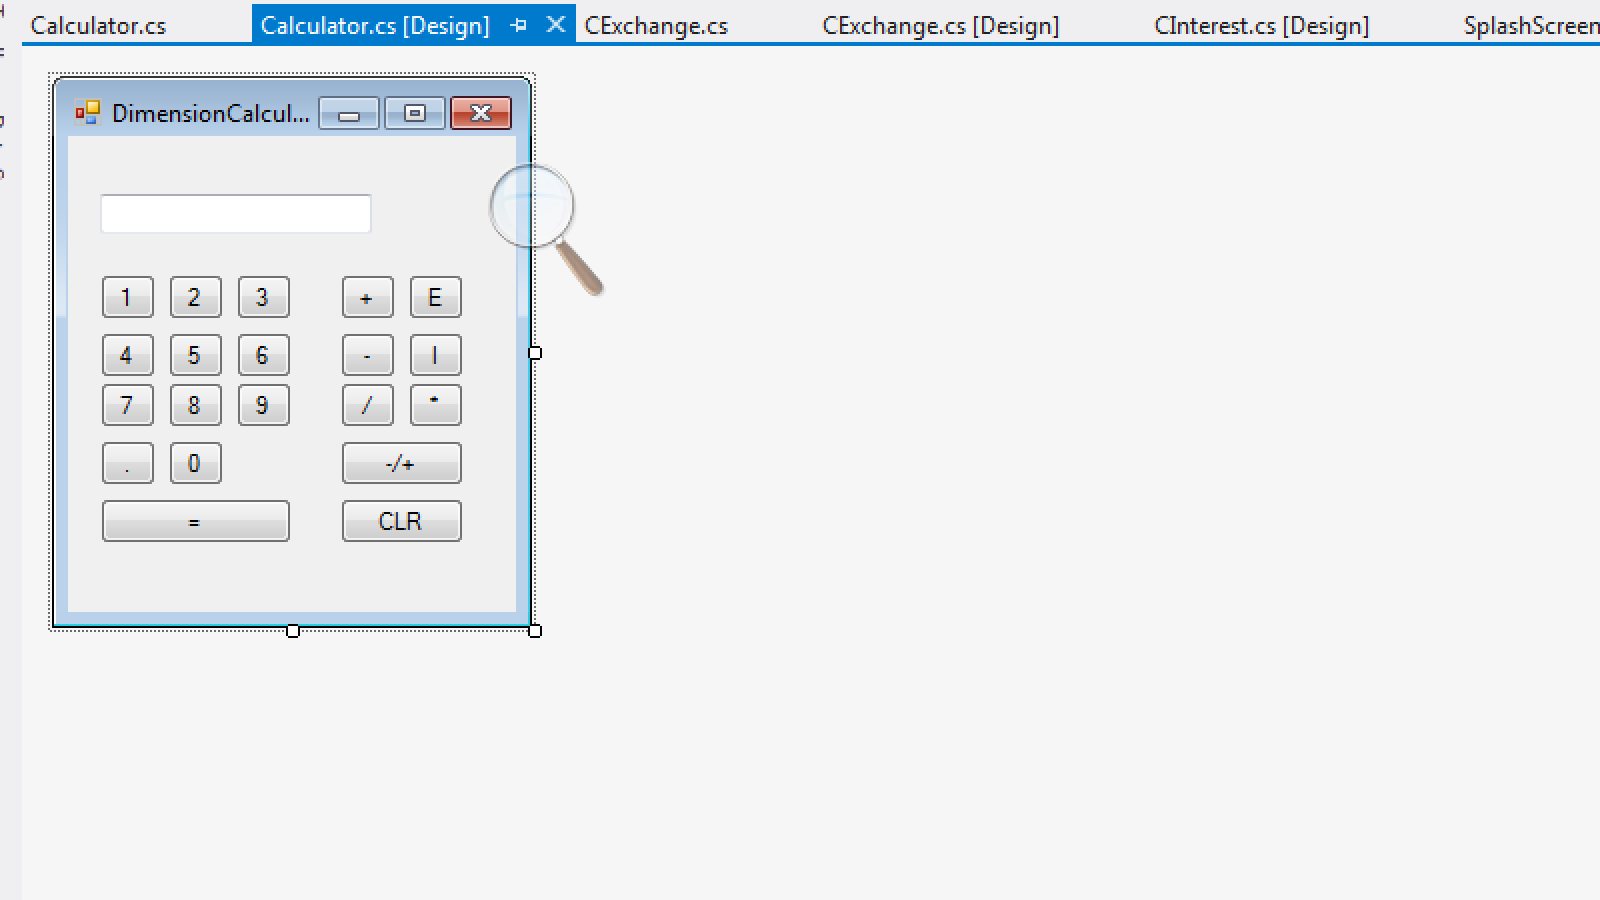 Calculator.cs Calculator.cs [Design] CExchange.cs CExchange.cs [Design] CInterest.cs [Design] SplashScreen
DimensionCalcul...
1 2 3 + E
4 5 6 - I
7 8 9 / *
. 0 -/+
= CLR